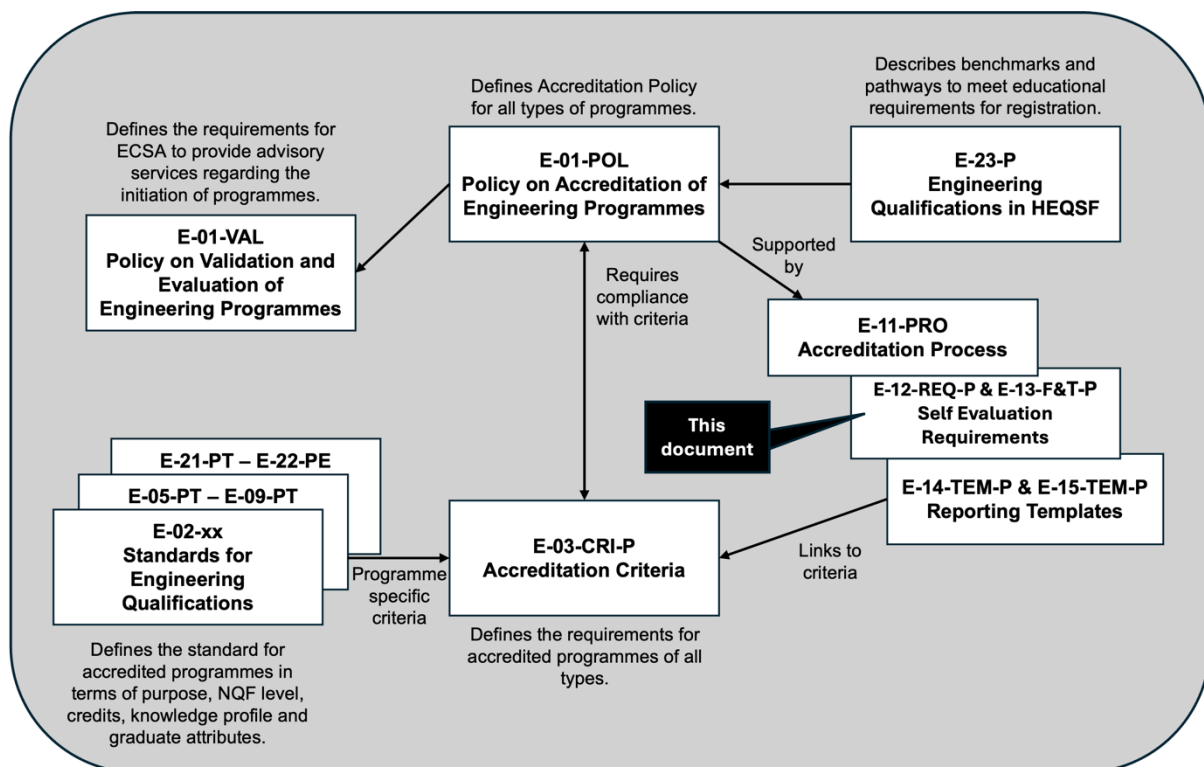 Describes benchmarks and
pathways to meet educational
requirements for registration.
Defines Accreditation Policy
for all types of programmes.
Defines the requirements for
ECSA to provide advisory
services regarding the
initiation of programmes.
E-01-POL
Policy on Accreditation of
Engineering Programmes
E-23-P
Engineering
Qualifications in HEQSF
E-01-VAL
Policy on Validation and
Evaluation of
Engineering Programmes
Supported
by
Requires
compliance
with criteria
E-11-PRO
Accreditation Process
E-12-REQ-P & E-13-F&T-P
Self Evaluation
Requirements
This
document
E-14-TEM-P & E-15-TEM-P
Reporting Templates
E-21-PT – E-22-PE
E-05-PT – E-09-PT
E-02-xx
Standards for
Engineering
Qualifications
Programme
specific
criteria
E-03-CRI-P
Accreditation Criteria
Links to
criteria
Defines the requirements for
accredited programmes of all
types.
Defines the standard for
accredited programmes in
terms of purpose, NQF level,
credits, knowledge profile and
graduate attributes.